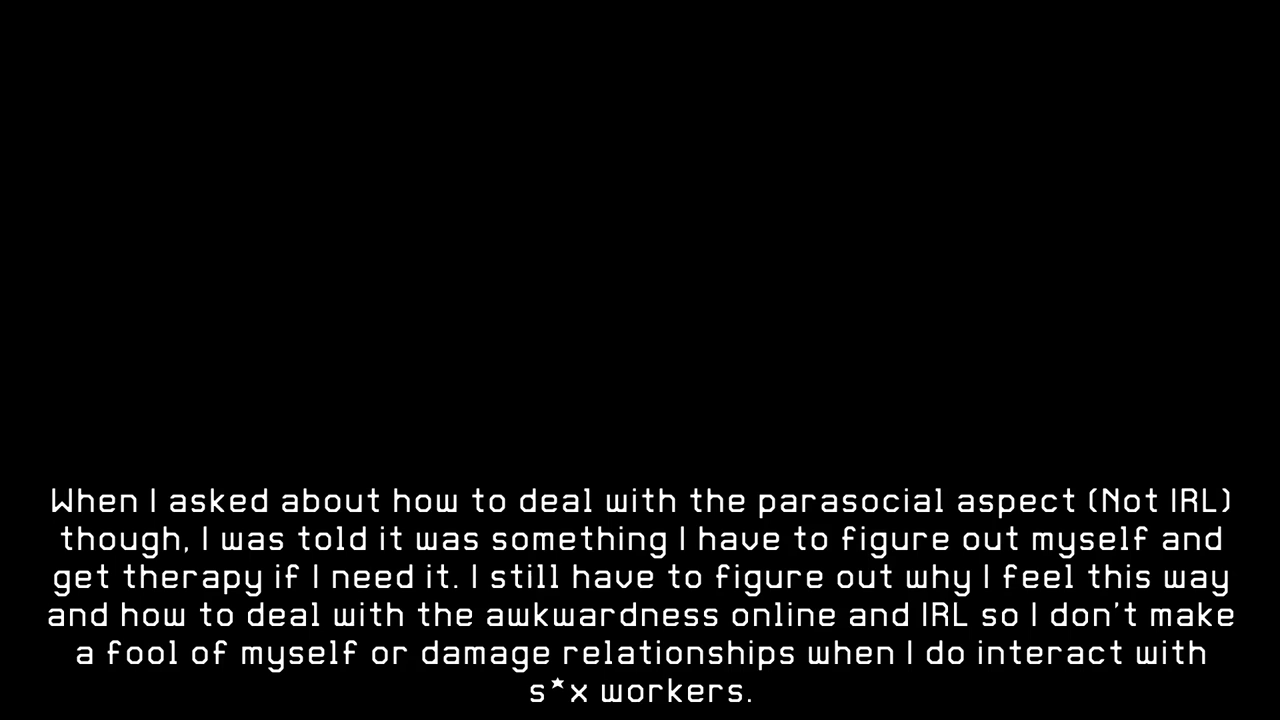 When I asked about how to deal with the parasocial aspect (Not IRL)
though, I was told it was something I have to figure out myself and
get therapy if I need it. I still have to figure out why I feel this way
and how to deal with the awkwardness online and IRL so I don't make
a fool of myself or damage relationships when I do interact with
s*x workers.